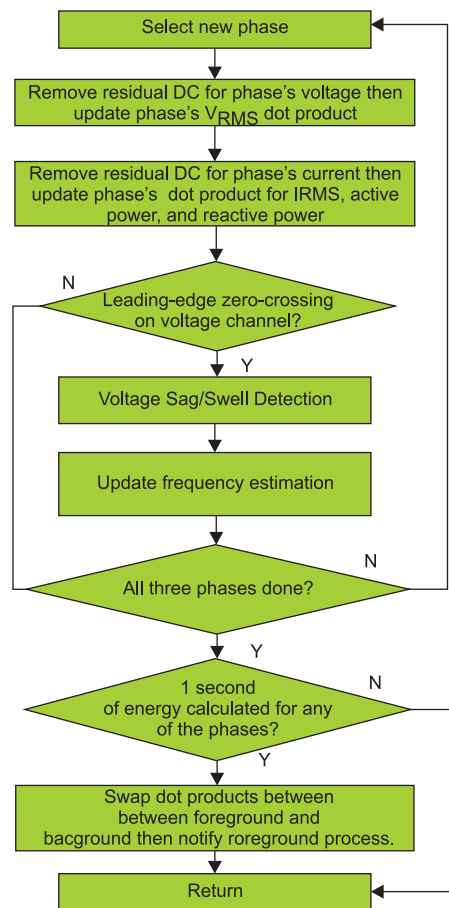 Select new phase
Remove residual DC for phase's voltage then
update phase's VRMS dot product
Remove residual DC for phase's current then
update phase's dot product for IRMS, active
power, and reactive power
N
Leading-edge zero-crossing
on voltage channel?
Y
Voltage Sag/Swell Detection
Update frequency estimation
N
All three phases done?
Y
1 second
of energy calculated for any
of the phases?
N
Y
Swap dot products between
between foreground and
bacground then notify roreground process.
Return